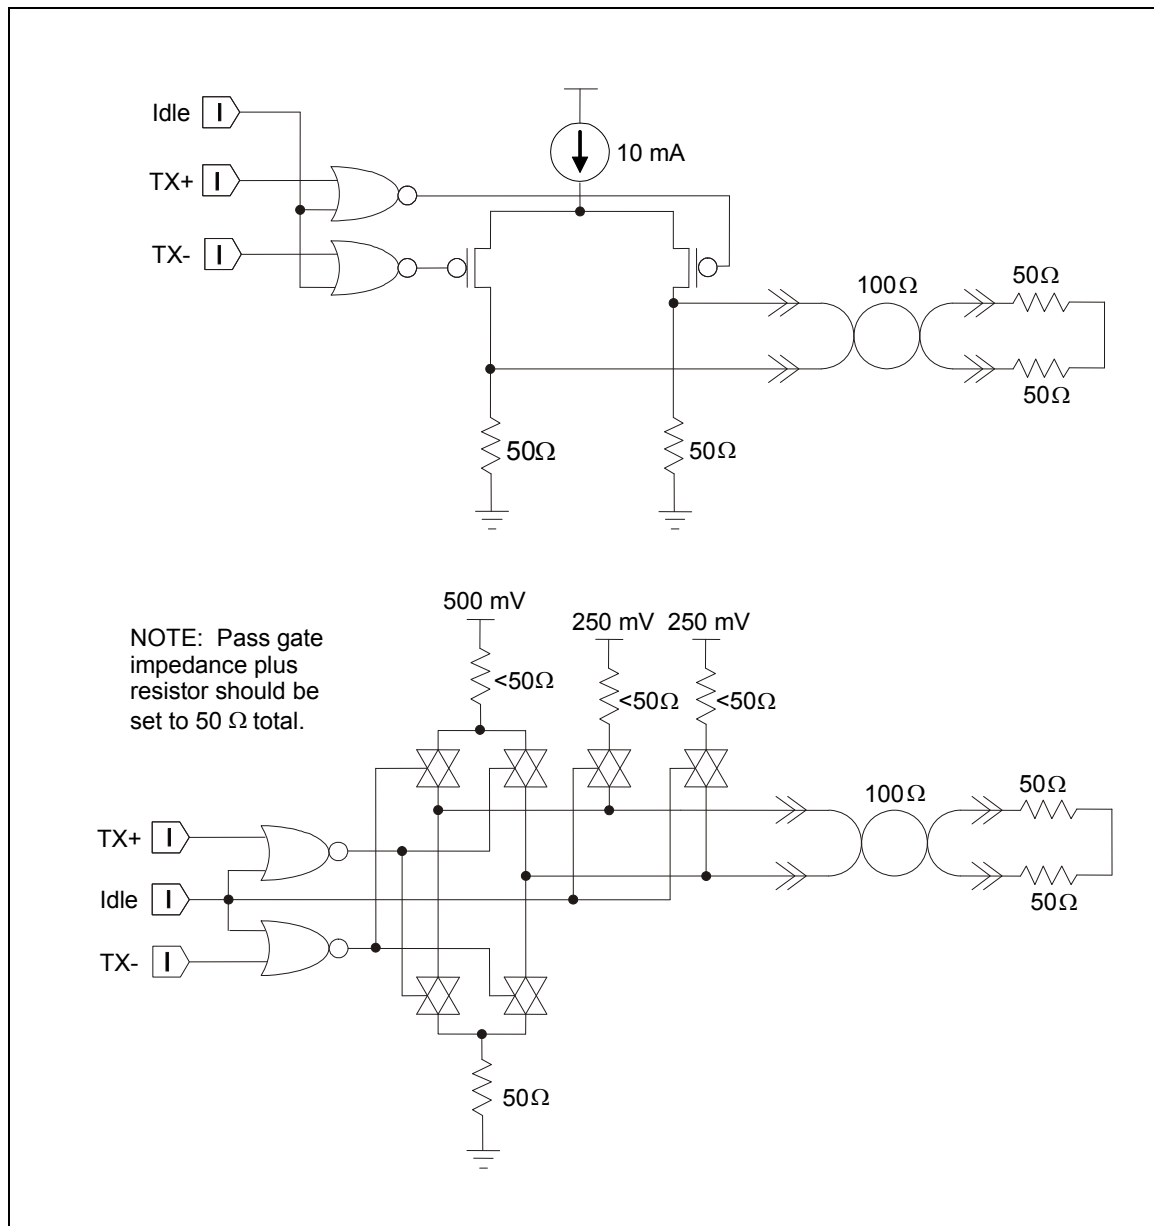 Idle I
TX+ I
TX- I
10 mA
100Ω
50Ω
50Ω
50Ω
50Ω
NOTE: Pass gate
impedance plus
resistor should be
set to 50 Ω total.
500 mV
250 mV
250 mV
<50Ω
<50Ω
<50Ω
TX+ I
Idle I
TX- I
100Ω
50Ω
50Ω
50Ω